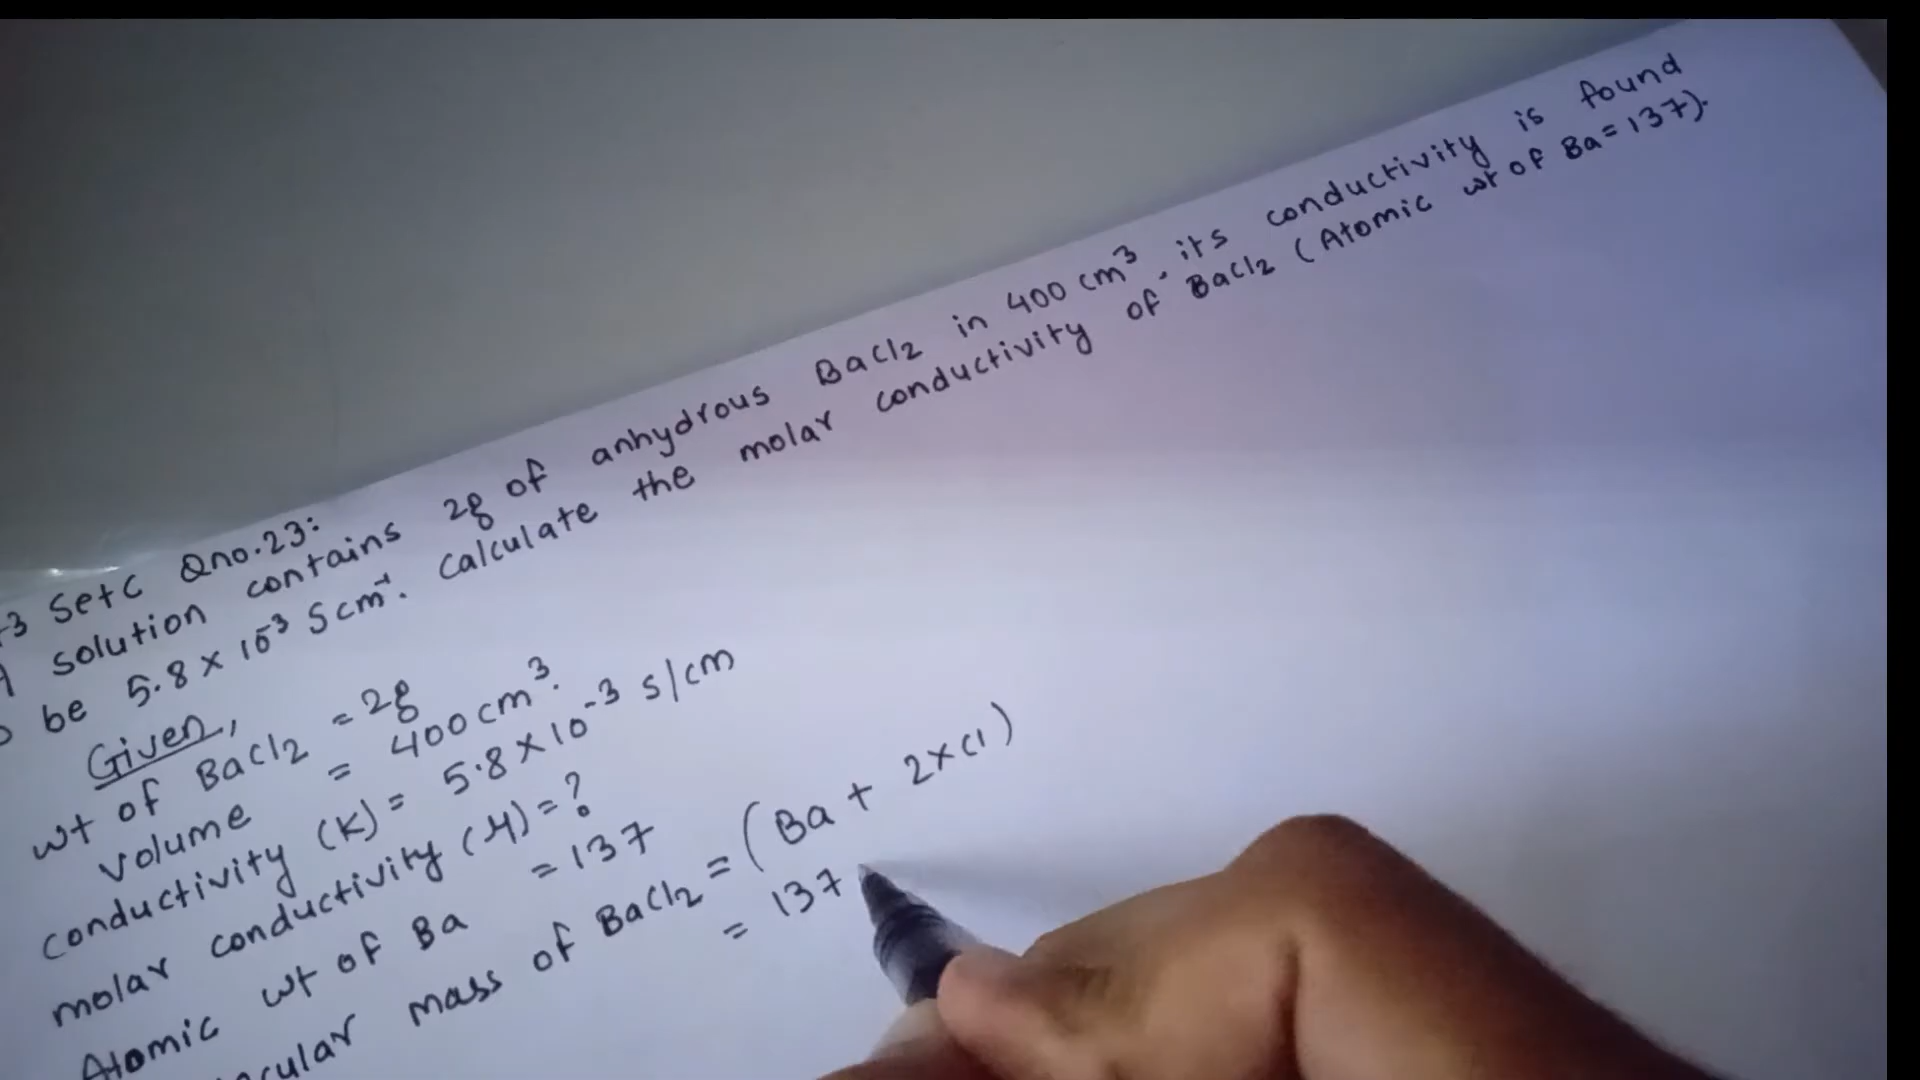 -3 Set C Qno.23:
A solution contains 2g of anhydrous BaCl2 in 400 cm³, its conductivity is found
be 5.8 × 10⁻³ S cm⁻¹. Calculate the molar conductivity of BaCl2 (Atomic wt of Ba=137).
Given,
wt of BaCl2 = 2g
volume = 400 cm³.
conductivity (K) = 5.8 × 10⁻³ s/cm
molar conductivity (М) = ?
Atomic wt of Ba = 137
mass of BaCl2 = (Ba + 2×Cl)
= 137